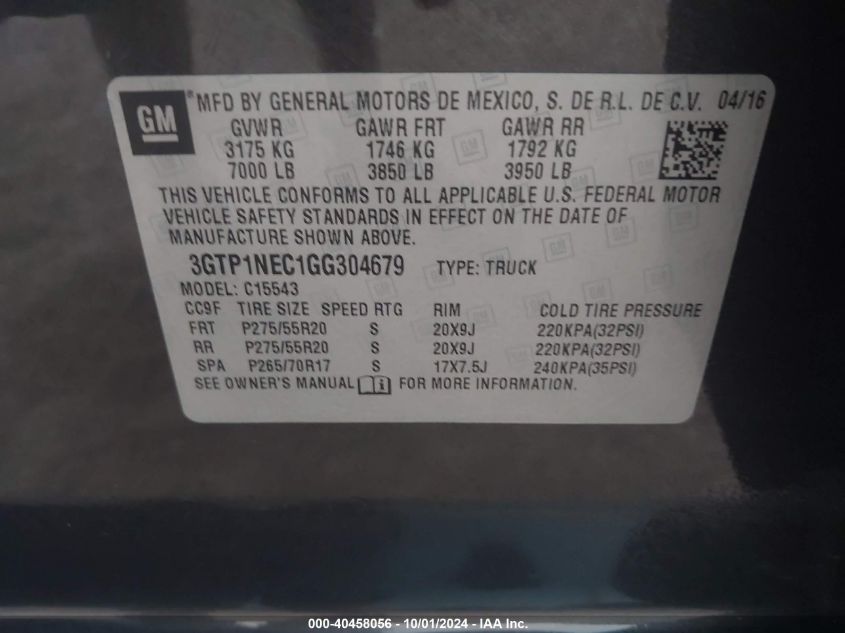 GM ® MFD BY GENERAL MOTORS DE MEXICO, S. DE R.L. DE C.V. 04/16
GVWR GAWR FRT GAWR RR
3175 KG 1746 KG 1792 KG
7000 LB 3850 LB 3950 LB
THIS VEHICLE CONFORMS TO ALL APPLICABLE U.S. FEDERAL MOTOR
VEHICLE SAFETY STANDARDS IN EFFECT ON THE DATE OF
MANUFACTURE SHOWN ABOVE.
3GTP1NEC1GG304679 TYPE: TRUCK
MODEL: C15543
CC9F TIRE SIZE SPEED RTG RIM COLD TIRE PRESSURE
FRT P275/55R20 S 20X9J 220KPA(32PSI)
RR P275/55R20 S 20X9J 220KPA(32PSI)
SPA P265/70R17 S 17X7.5J 240KPA(35PSI)
SEE OWNER'S MANUAL FOR MORE INFORMATION.
000-40458056 - 10/01/2024 - IAA Inc.